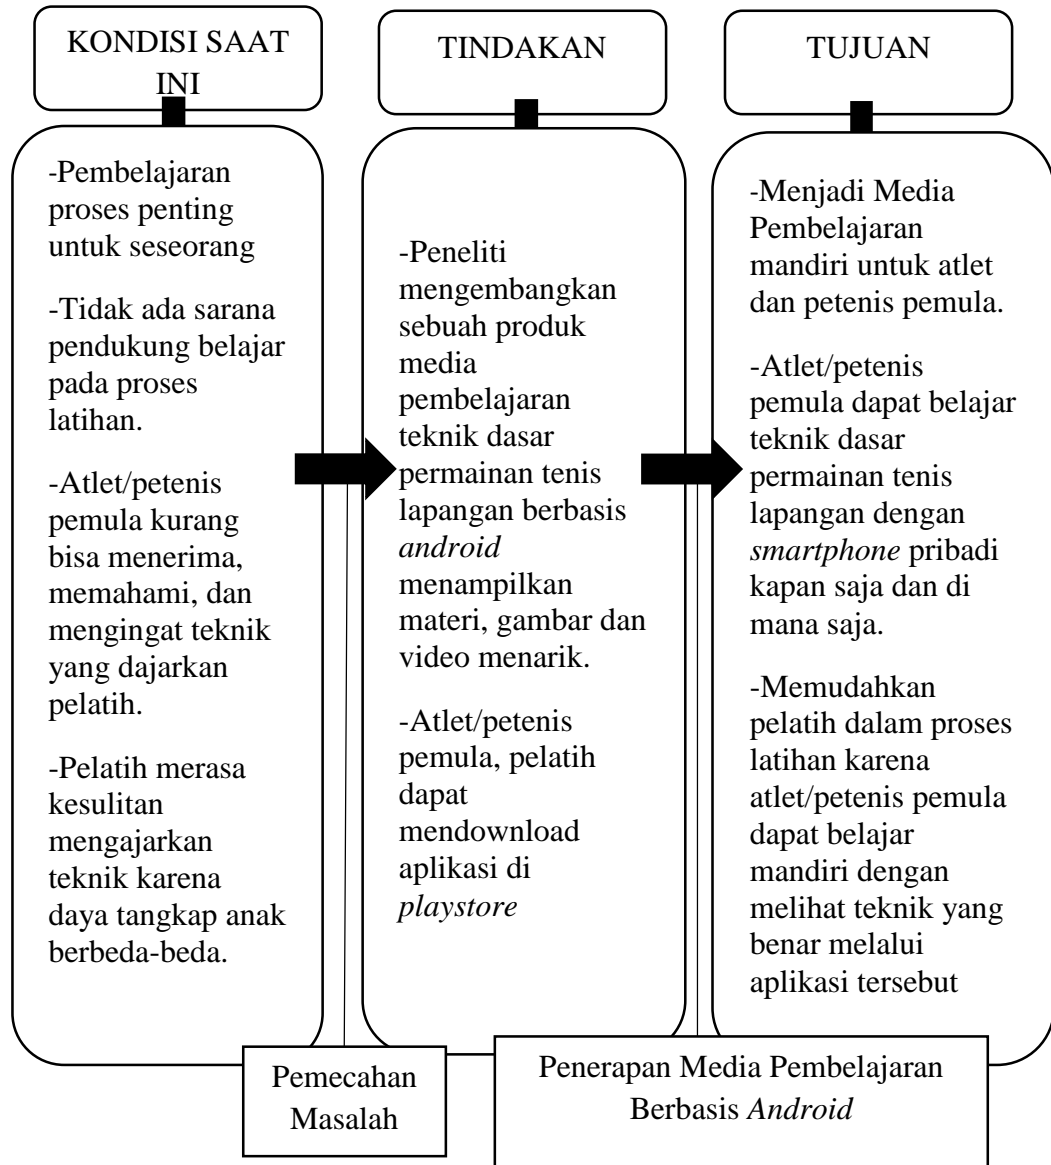 KONDISI SAAT
INI
TINDAKAN
TUJUAN
-Pembelajaran
proses penting
untuk seseorang
-Tidak ada sarana
pendukung belajar
pada proses
latihan.
-Atlet/petenis
pemula kurang
bisa menerima,
memahami, dan
mengingat teknik
yang dajarkan
pelatih.
-Pelatih merasa
kesulitan
mengajarkan
teknik karena
daya tangkap anak
berbeda-beda.
-Peneliti
mengembangkan
sebuah produk
media
pembelajaran
teknik dasar
permainan tenis
lapangan berbasis
android
menampilkan
materi, gambar dan
video menarik.
-Atlet/petenis
pemula, pelatih
dapat
mendownload
aplikasi di
playstore
-Menjadi Media
Pembelajaran
mandiri untuk atlet
dan petenis pemula.
-Atlet/petenis
pemula dapat belajar
teknik dasar
permainan tenis
lapangan dengan
smartphone pribadi
kapan saja dan di
mana saja.
-Memudahkan
pelatih dalam proses
latihan karena
atlet/petenis pemula
dapat belajar
mandiri dengan
melihat teknik yang
benar melalui
aplikasi tersebut
Pemecahan
Masalah
Penerapan Media Pembelajaran
Berbasis Android